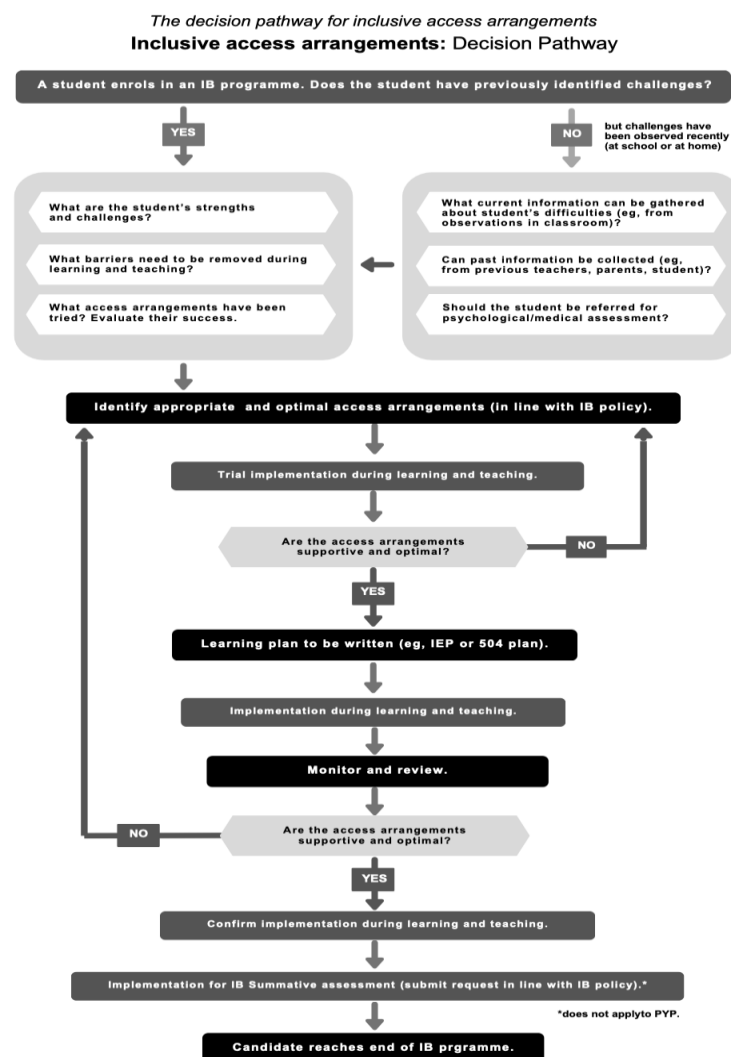 The decision pathway for inclusive access arrangements
Inclusive access arrangements: Decision Pathway
A student enrols in an IB programme. Does the student have previously identified challenges?
YES
NO
but challenges have
been observed recently
(at school or at home)
What are the student's strengths
and challenges?
What barriers need to be removed during
learning and teaching?
What access arrangements have been
tried? Evaluate their success.
What current information can be gathered
about student's difficulties (eg, from
observations in classroom)?
Can past information be collected (eg,
from previous teachers, parents, student)?
Should the student be referred for
psychological/medical assessment?
Identify appropriate and optimal access arrangements (in line with IB policy).
Trial implementation during learning and teaching.
Are the access arrangements
supportive and optimal?
NO
YES
Learning plan to be written (eg, IEP or 504 plan).
Implementation during learning and teaching.
Monitor and review.
Are the access arrangements
supportive and optimal?
NO
YES
Confirm implementation during learning and teaching.
Implementation for IB Summative assessment (submit request in line with IB policy).*
*does not applyto PYP.
Candidate reaches end of IB prgramme.